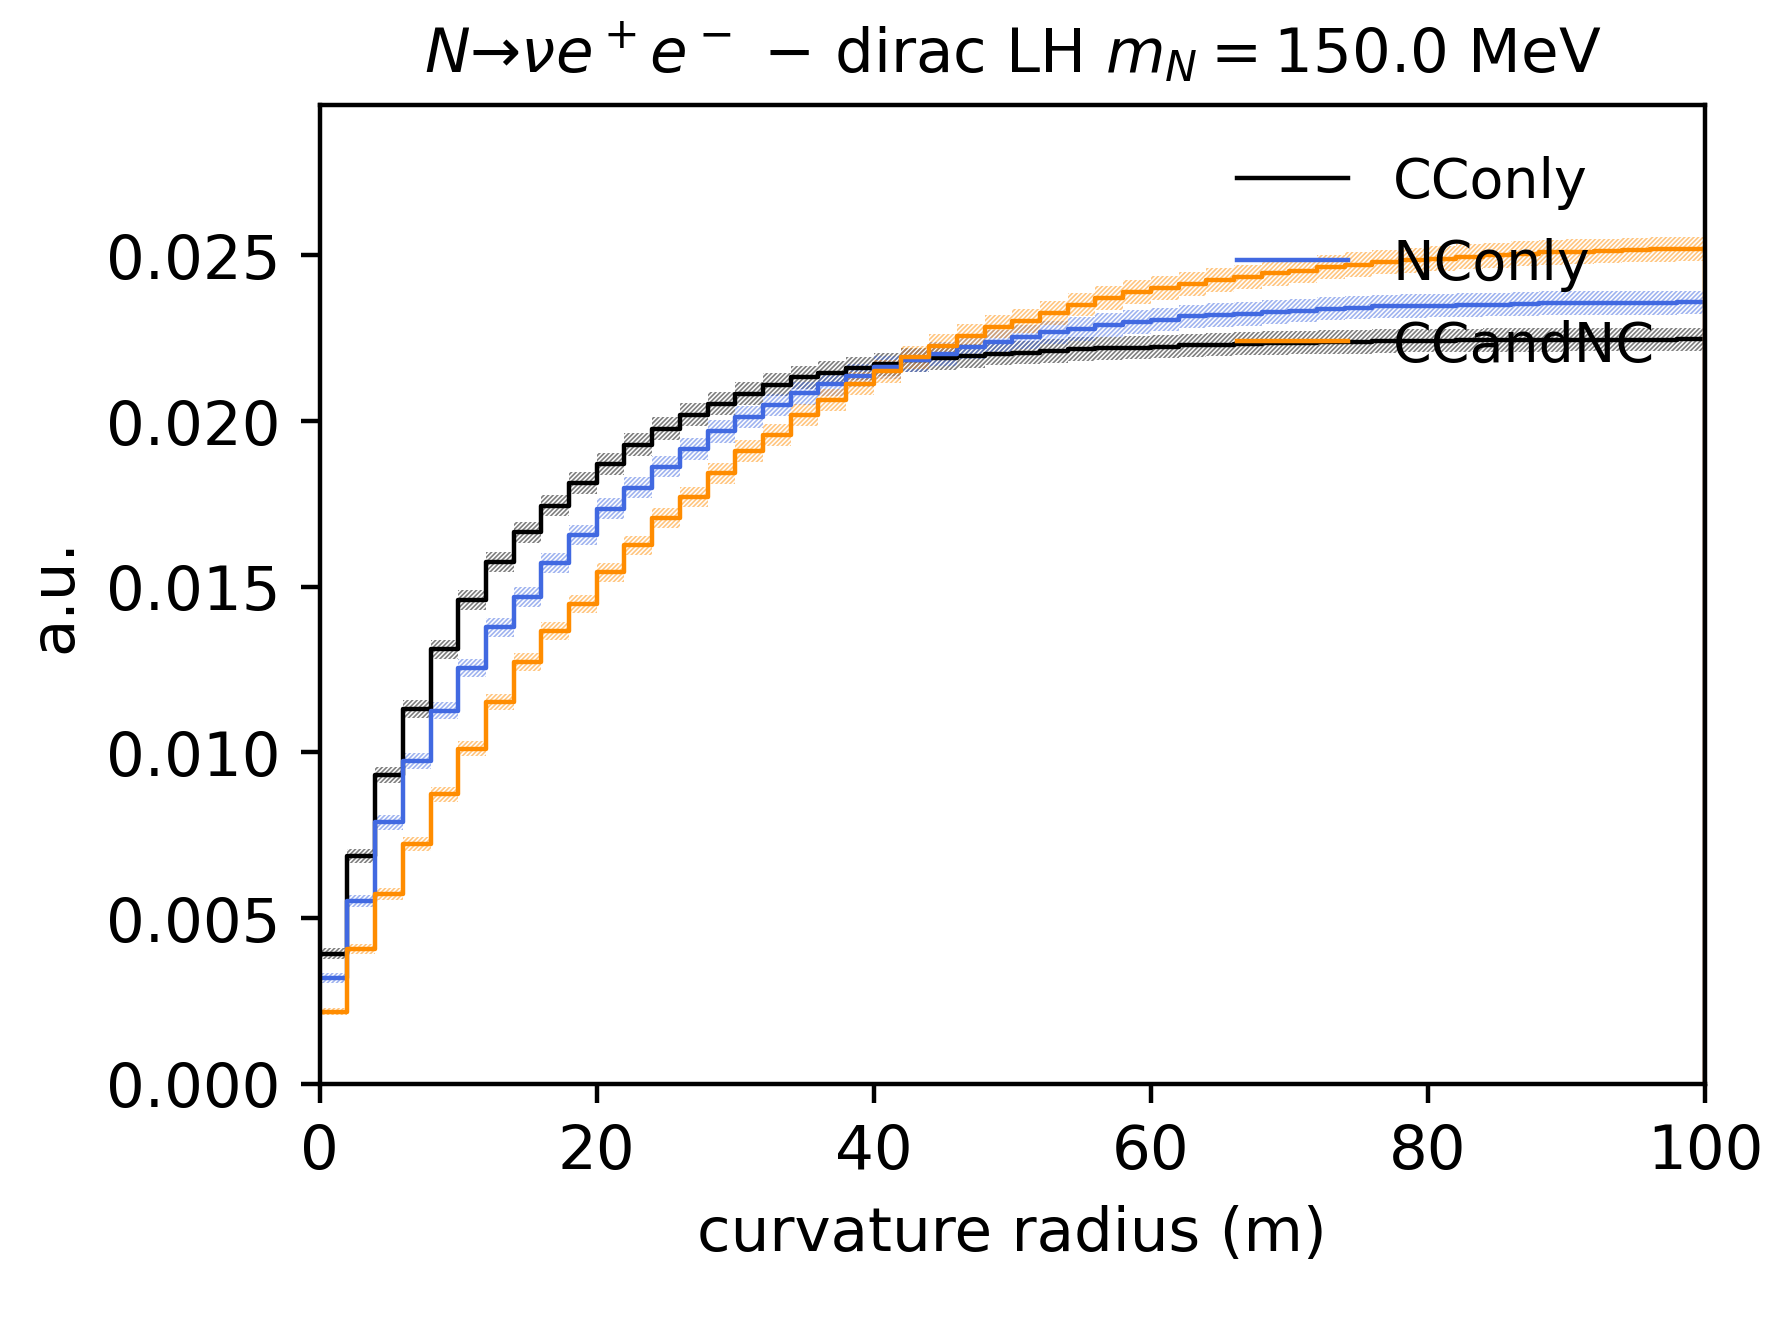 N→νe⁺e⁻ − dirac LH m_N = 150.0 MeV
CConly
NConly
CCandNC
a.u.
0.025
0.020
0.015
0.010
0.005
0.000
0 20 40 60 80 100
curvature radius (m)